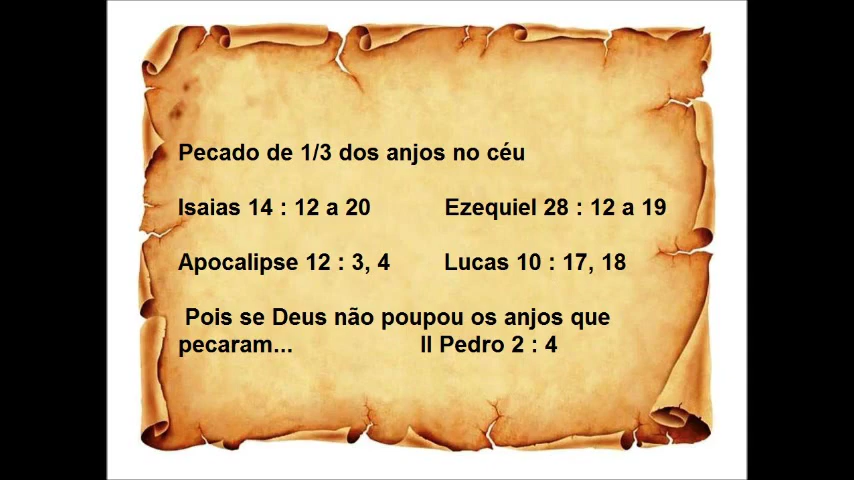 Pecado de 1/3 dos anjos no céu
Isaias 14 : 12 a 20 Ezequiel 28 : 12 a 19
Apocalipse 12 : 3, 4 Lucas 10 : 17, 18
Pois se Deus não poupou os anjos que
pecaram... II Pedro 2 : 4